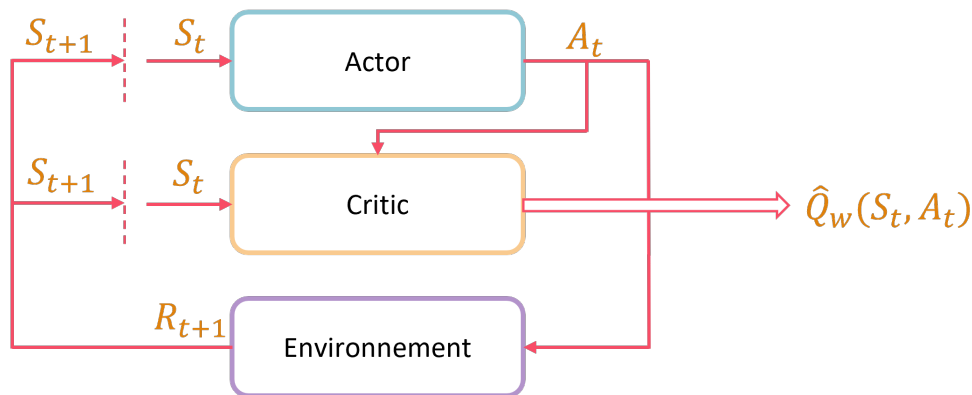 S_{t+1} S_t Actor A_t
S_{t+1} S_t Critic Q̂_w(S_t, A_t)
R_{t+1} Environnement